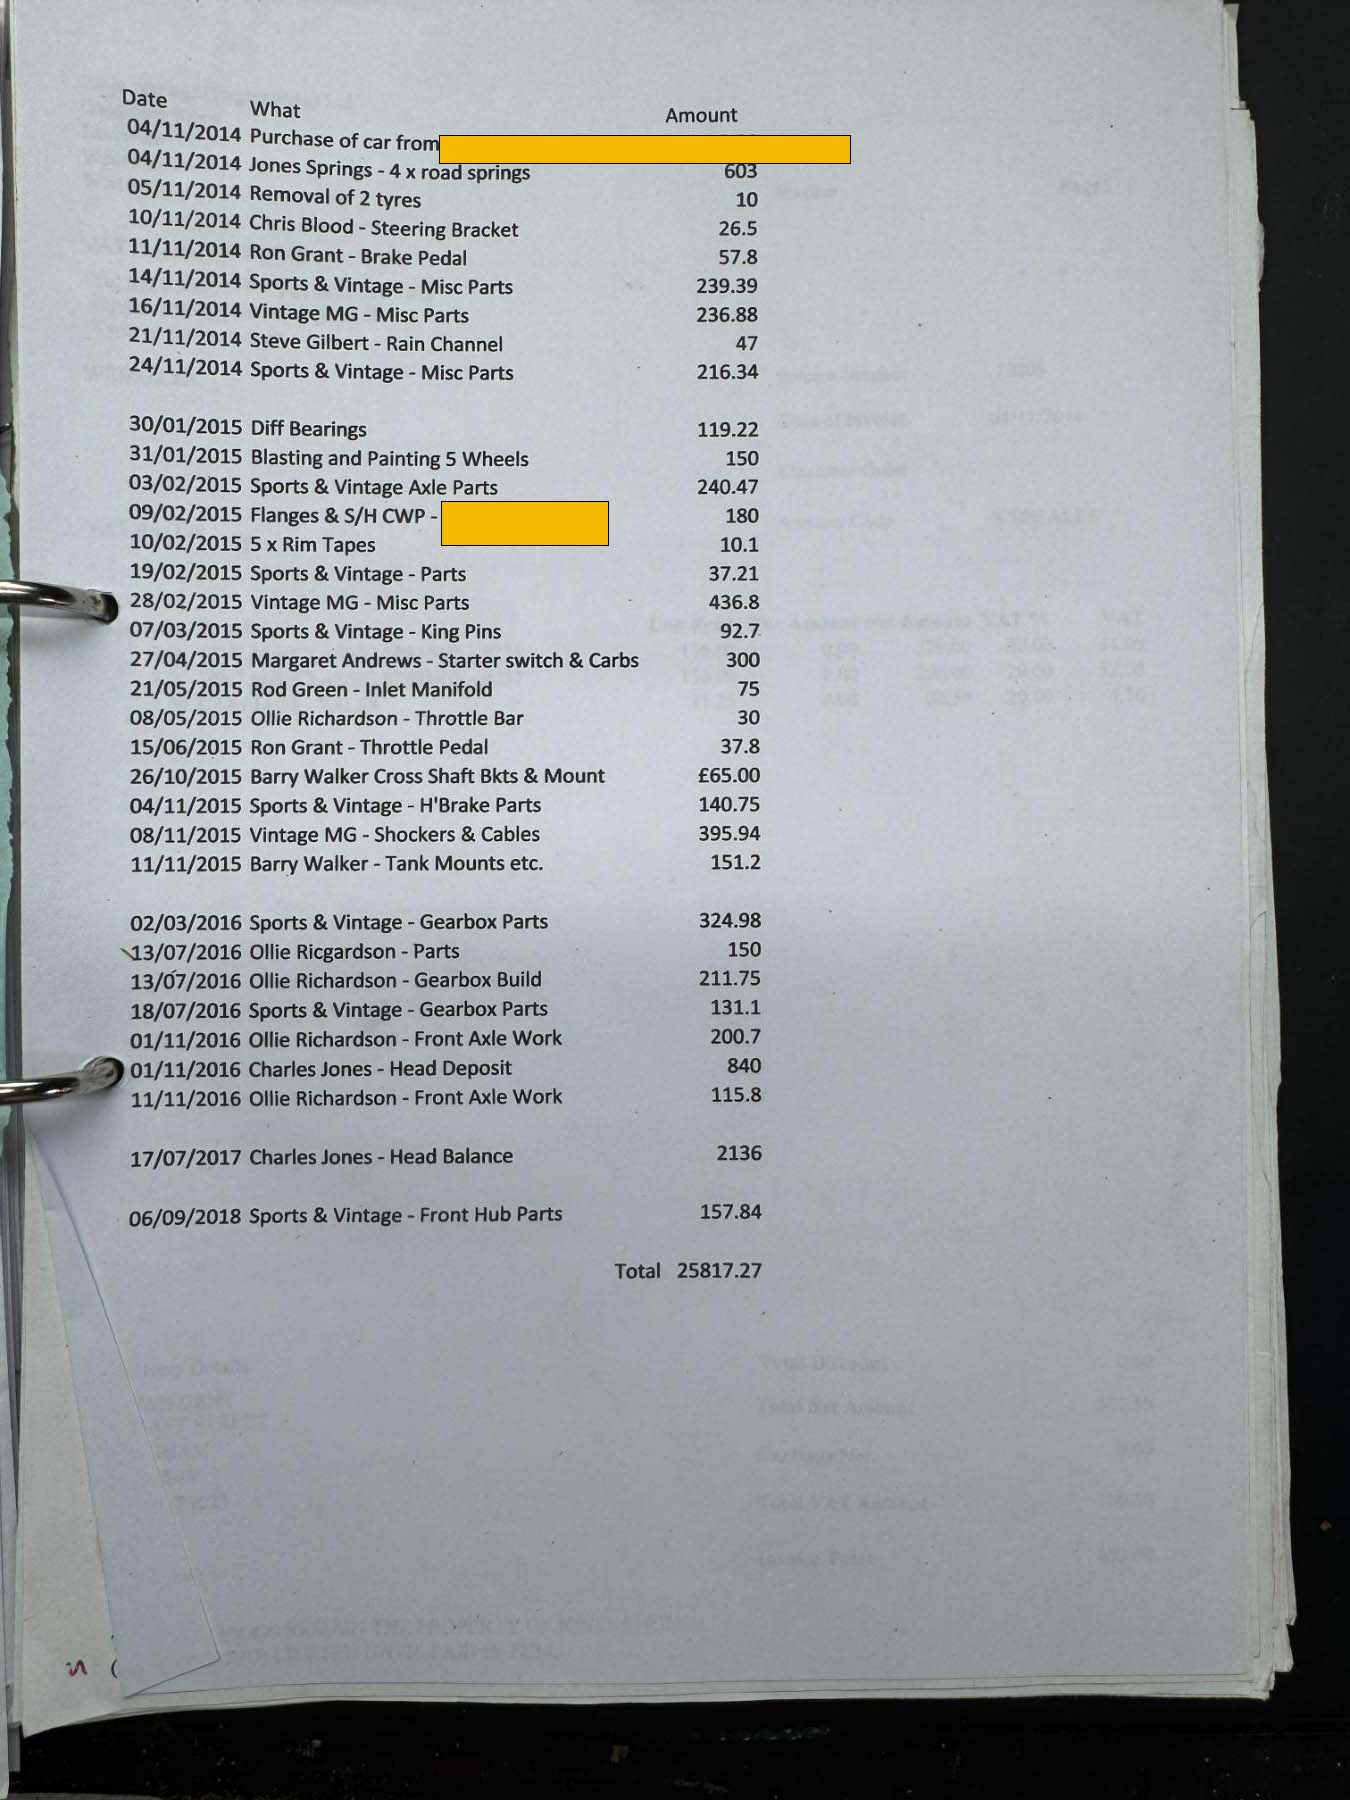 Date What Amount
04/11/2014 Purchase of car from
04/11/2014 Jones Springs - 4 x road springs 603
05/11/2014 Removal of 2 tyres 10
10/11/2014 Chris Blood - Steering Bracket 26.5
11/11/2014 Ron Grant - Brake Pedal 57.8
14/11/2014 Sports & Vintage - Misc Parts 239.39
16/11/2014 Vintage MG - Misc Parts 236.88
21/11/2014 Steve Gilbert - Rain Channel 47
24/11/2014 Sports & Vintage - Misc Parts 216.34
30/01/2015 Diff Bearings 119.22
31/01/2015 Blasting and Painting 5 Wheels 150
03/02/2015 Sports & Vintage Axle Parts 240.47
09/02/2015 Flanges & S/H CWP - 180
10/02/2015 5 x Rim Tapes 10.1
19/02/2015 Sports & Vintage - Parts 37.21
28/02/2015 Vintage MG - Misc Parts 436.8
07/03/2015 Sports & Vintage - King Pins 92.7
27/04/2015 Margaret Andrews - Starter switch & Carbs 300
21/05/2015 Rod Green - Inlet Manifold 75
08/05/2015 Ollie Richardson - Throttle Bar 30
15/06/2015 Ron Grant - Throttle Pedal 37.8
26/10/2015 Barry Walker Cross Shaft Bkts & Mount £65.00
04/11/2015 Sports & Vintage - H'Brake Parts 140.75
08/11/2015 Vintage MG - Shockers & Cables 395.94
11/11/2015 Barry Walker - Tank Mounts etc. 151.2
02/03/2016 Sports & Vintage - Gearbox Parts 324.98
13/07/2016 Ollie Ricgardson - Parts 150
13/07/2016 Ollie Richardson - Gearbox Build 211.75
18/07/2016 Sports & Vintage - Gearbox Parts 131.1
01/11/2016 Ollie Richardson - Front Axle Work 200.7
01/11/2016 Charles Jones - Head Deposit 840
11/11/2016 Ollie Richardson - Front Axle Work 115.8
17/07/2017 Charles Jones - Head Balance 2136
06/09/2018 Sports & Vintage - Front Hub Parts 157.84
Total 25817.27